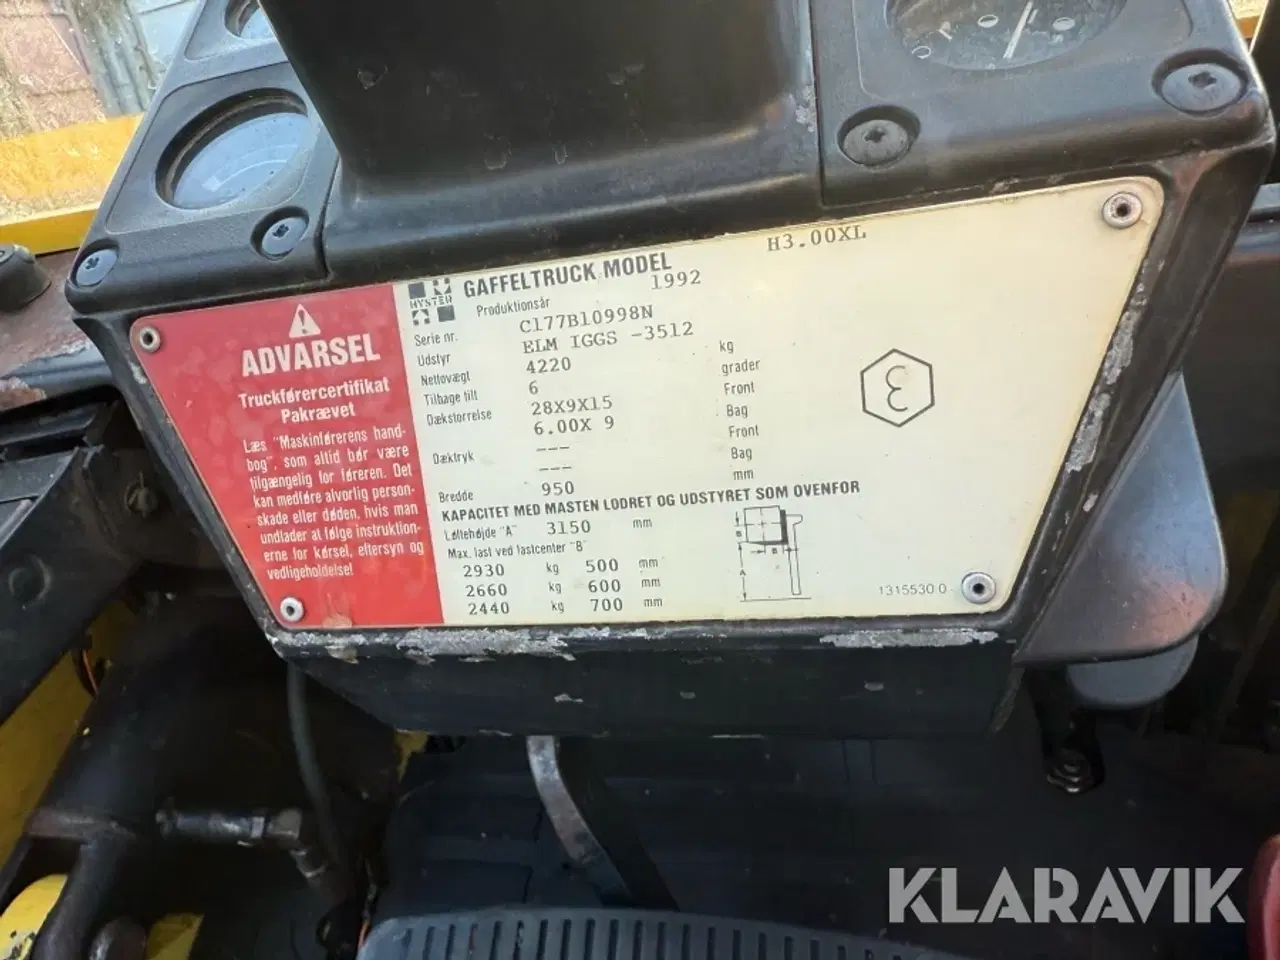 HYSTER
GAFFELTRUCK MODEL H3.00XL
Produktionsår 1992
Serie nr. C177B10998N
Udstyr ELM IGGS -3512
Nettovægt 4220 kg
Tilbage tilt 6 grader
Dækstørrelse 28X9X15 Front
6.00X 9 Bag
Dæktryk --- Front
--- Bag
Bredde 950 mm
KAPACITET MED MASTEN LODRET OG UDSTYRET SOM OVENFOR
Løftehøjde "A" 3150 mm
Max. last ved lastcenter "B"
2930 kg 500 mm
2660 kg 600 mm
2440 kg 700 mm
B
B
A
1315530 0
ADVARSEL
Truckførercertifikat
Pakrævet
Læs "Maskinførerens hand-
bog", som altid bør være
tilgængelig for føreren. Det
kan medføre alvorlig person-
skade eller døden, hvis man
undlader at følge instruktion-
erne for kørsel, eftersyn og
vedligeholdelse!
KLARAVIK